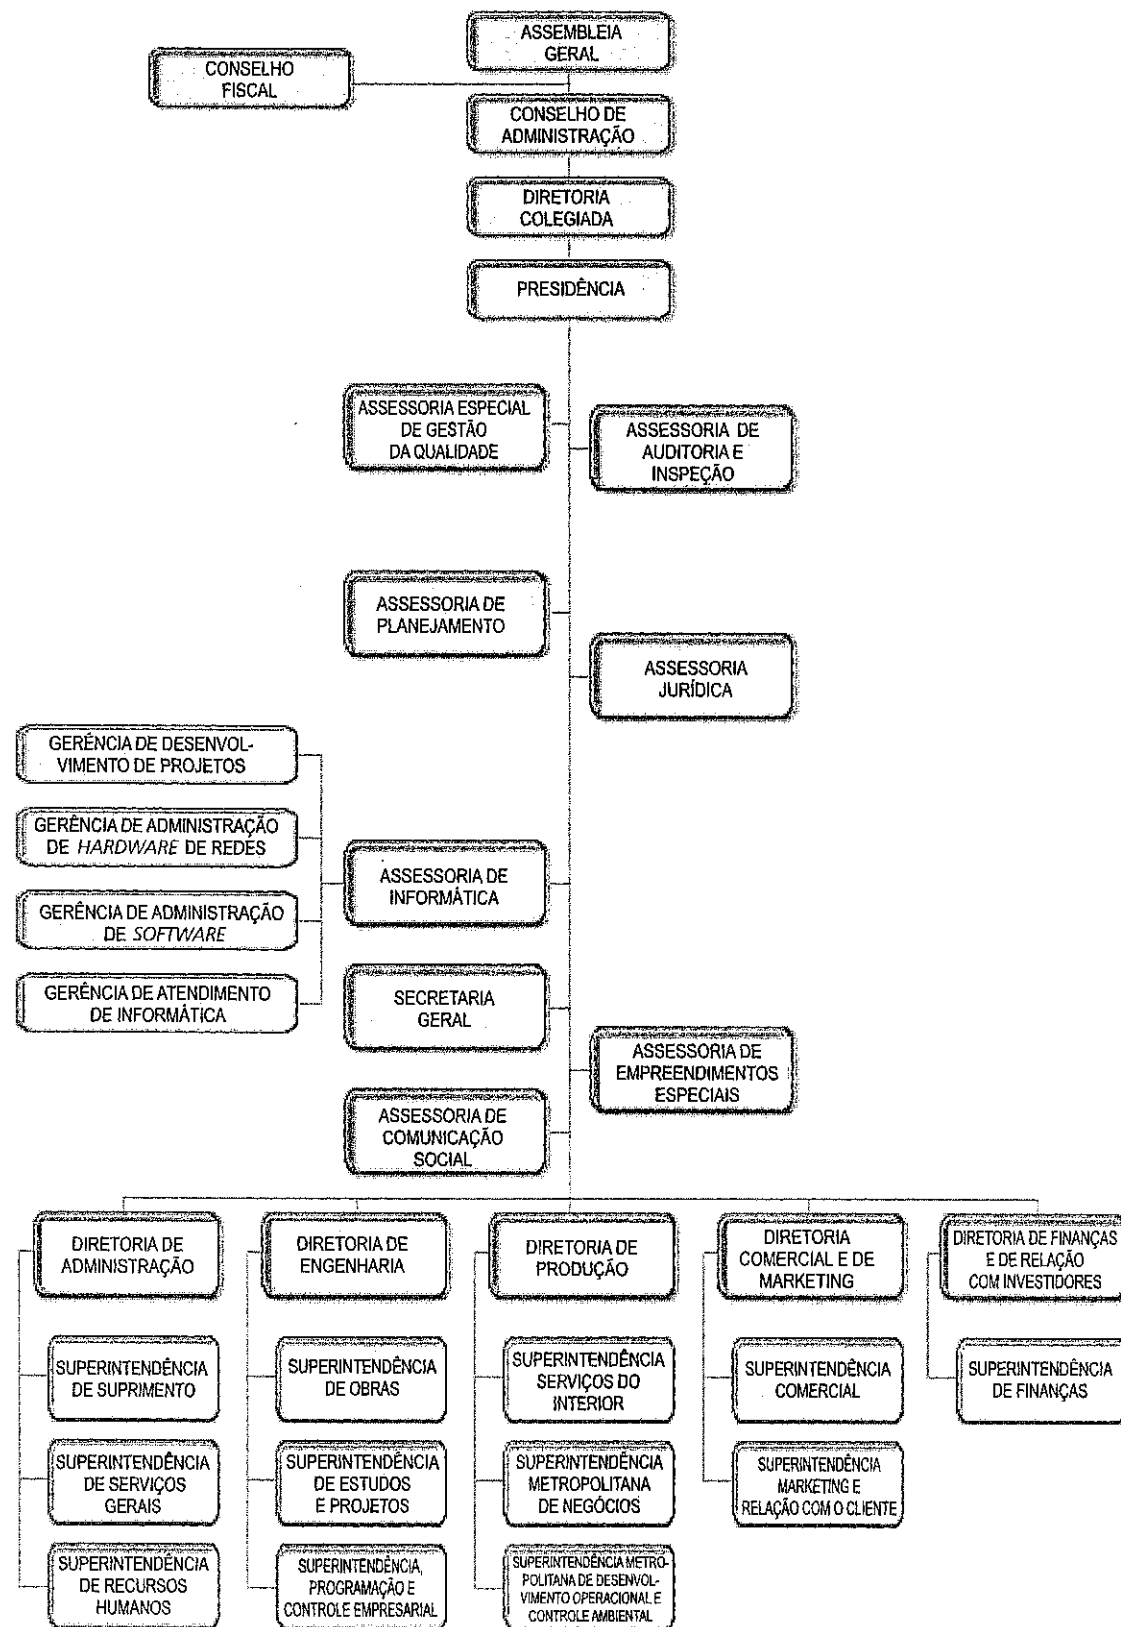 ASSEMBLEIA
GERAL
CONSELHO
FISCAL
CONSELHO DE
ADMINISTRAÇÃO
DIRETORIA
COLEGIADA
PRESIDÊNCIA
ASSESSORIA ESPECIAL
DE GESTÃO
DA QUALIDADE
ASSESSORIA DE
AUDITORIA E
INSPEÇÃO
ASSESSORIA DE
PLANEJAMENTO
ASSESSORIA
JURÍDICA
GERÊNCIA DE DESENVOL-
VIMENTO DE PROJETOS
GERÊNCIA DE ADMINISTRAÇÃO
DE HARDWARE DE REDES
GERÊNCIA DE ADMINISTRAÇÃO
DE SOFTWARE
GERÊNCIA DE ATENDIMENTO
DE INFORMÁTICA
ASSESSORIA DE
INFORMÁTICA
SECRETARIA
GERAL
ASSESSORIA DE
EMPREENDIMENTOS
ESPECIAIS
ASSESSORIA DE
COMUNICAÇÃO
SOCIAL
DIRETORIA DE
ADMINISTRAÇÃO
DIRETORIA DE
ENGENHARIA
DIRETORIA DE
PRODUÇÃO
DIRETORIA
COMERCIAL E DE
MARKETING
DIRETORIA DE FINANÇAS
E DE RELAÇÃO
COM INVESTIDORES
SUPERINTENDÊNCIA
DE SUPRIMENTO
SUPERINTENDÊNCIA
DE OBRAS
SUPERINTENDÊNCIA
SERVIÇOS DO
INTERIOR
SUPERINTENDÊNCIA
COMERCIAL
SUPERINTENDÊNCIA
DE FINANÇAS
SUPERINTENDÊNCIA
DE SERVIÇOS
GERAIS
SUPERINTENDÊNCIA
DE ESTUDOS
E PROJETOS
SUPERINTENDÊNCIA
METROPOLITANA
DE NEGÓCIOS
SUPERINTENDÊNCIA
MARKETING E
RELAÇÃO COM O CLIENTE
SUPERINTENDÊNCIA
DE RECURSOS
HUMANOS
SUPERINTENDÊNCIA,
PROGRAMAÇÃO E
CONTROLE EMPRESARIAL
SUPERINTENDÊNCIA METRO-
POLITANA DE DESENVOL-
VIMENTO OPERACIONAL E
CONTROLE AMBIENTAL